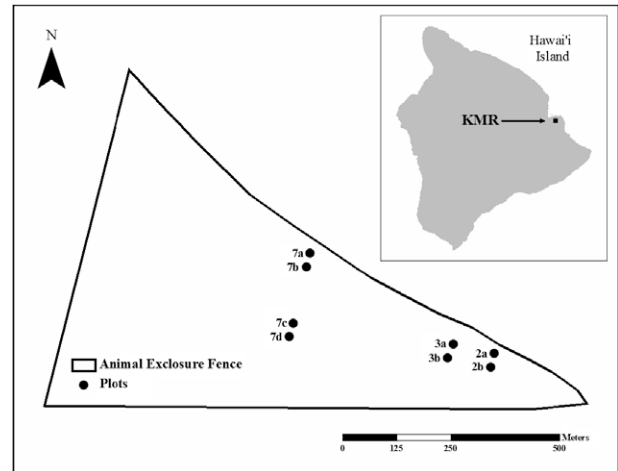 N
Hawai'i
Island
KMR
7a
7b
7c
7d
3a
3b
2a
2b
Animal Exclosure Fence
Plots
Meters
0 125 250 500